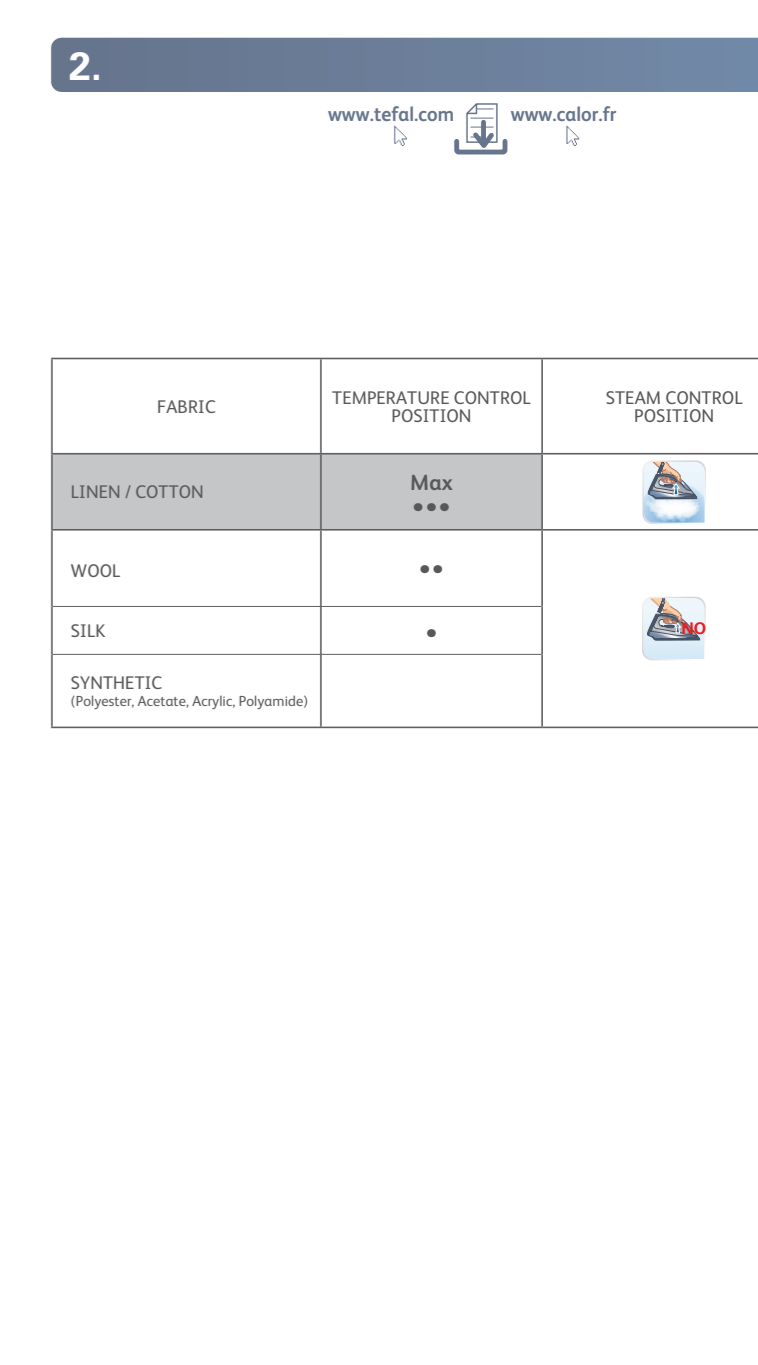 2.
www.tefal.com www.calor.fr
FABRIC
TEMPERATURE CONTROL
POSITION
STEAM CONTROL
POSITION
LINEN / COTTON
Max
•••
WOOL
••
NO
SILK
•
SYNTHETIC
(Polyester, Acetate, Acrylic, Polyamide)